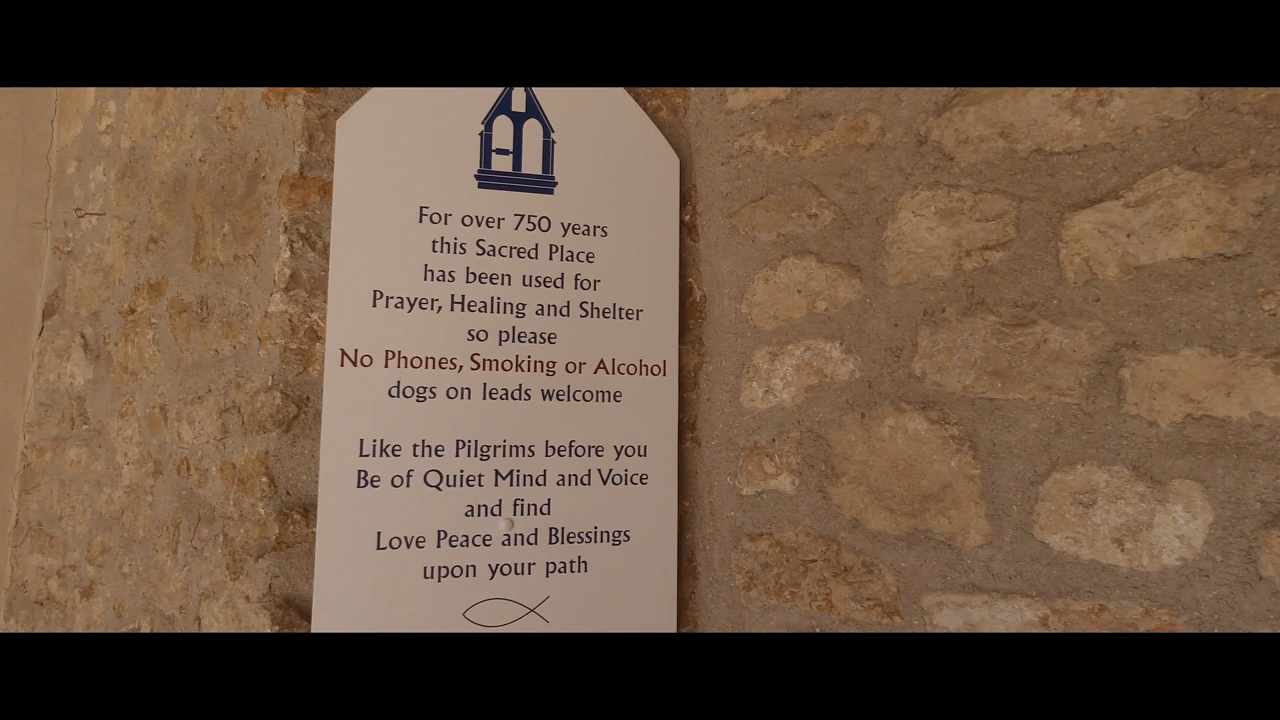 For over 750 years
this Sacred Place
has been used for
Prayer, Healing and Shelter
so please
No Phones, Smoking or Alcohol
dogs on leads welcome
Like the Pilgrims before you
Be of Quiet Mind and Voice
and find
Love Peace and Blessings
upon your path